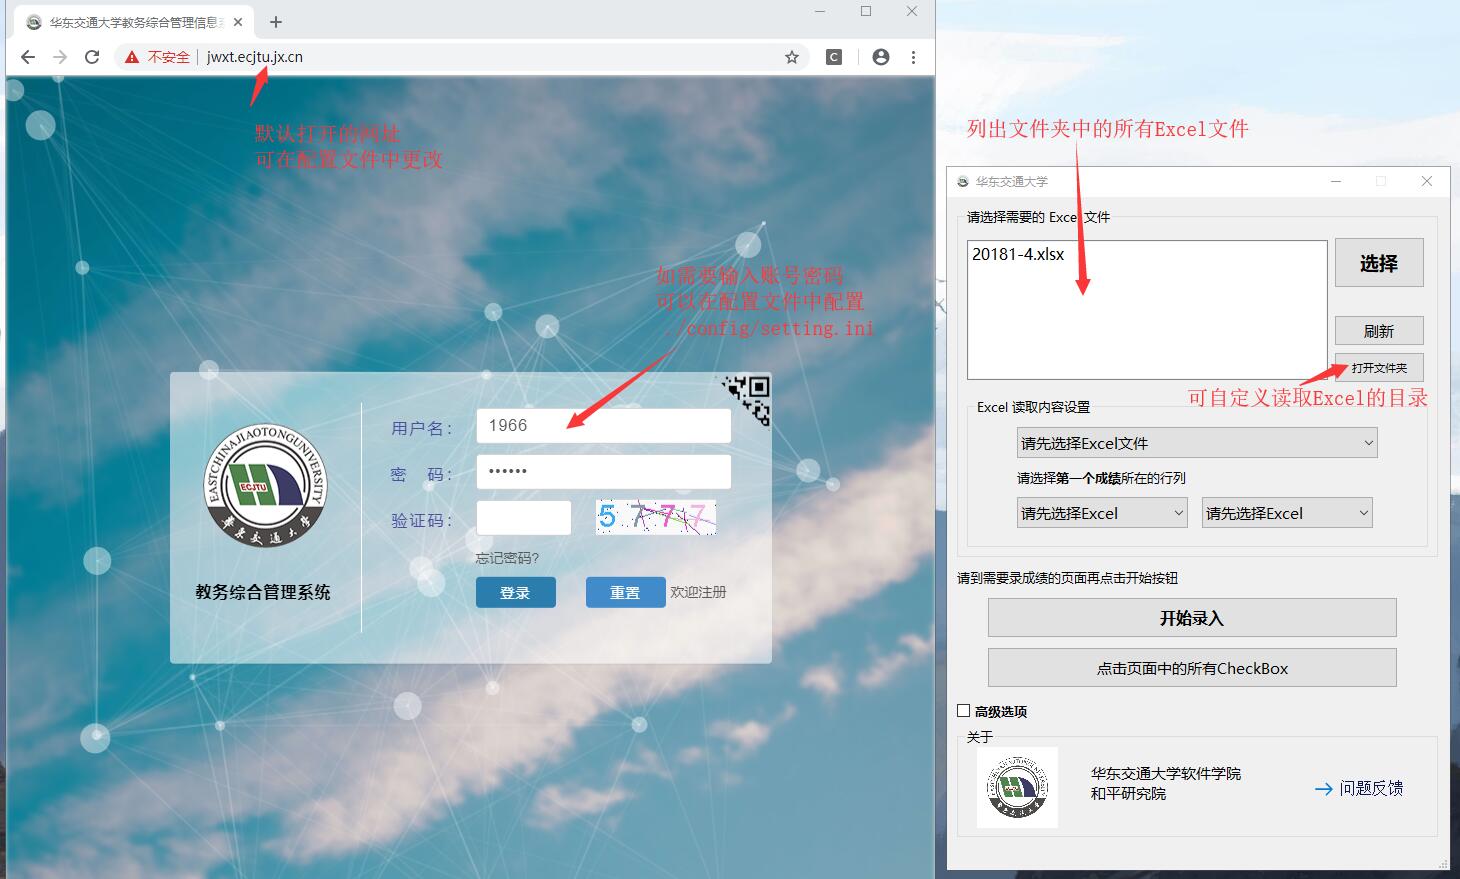 华东交通大学教务综合管理信息
不安全
jwxt.ecjtu.jx.cn
C
默认打开的网址
可在配置文件中更改
如需要输入账号密码
可以在配置文件中配置
./config/setting.ini
EASTCHINAJIAOTONGUNIVERSITY
ECJTU
华东交通大学
教务综合管理系统
用户名：
1966
密 码：
••••••
验证码：
5777
忘记密码?
登录
重置
欢迎注册
列出文件夹中的所有Excel文件
华东交通大学
请选择需要的 Excel 文件
20181-4.xlsx
选择
刷新
打开文件夹
可自定义读取Excel的目录
Excel 读取内容设置
请先选择Excel文件
请选择第一个成绩所在的行列
请先选择Excel
请先选择Excel
请到需要录成绩的页面再点击开始按钮
开始录入
点击页面中的所有CheckBox
高级选项
关于
华东交通大学软件学院
和平研究院
问题反馈